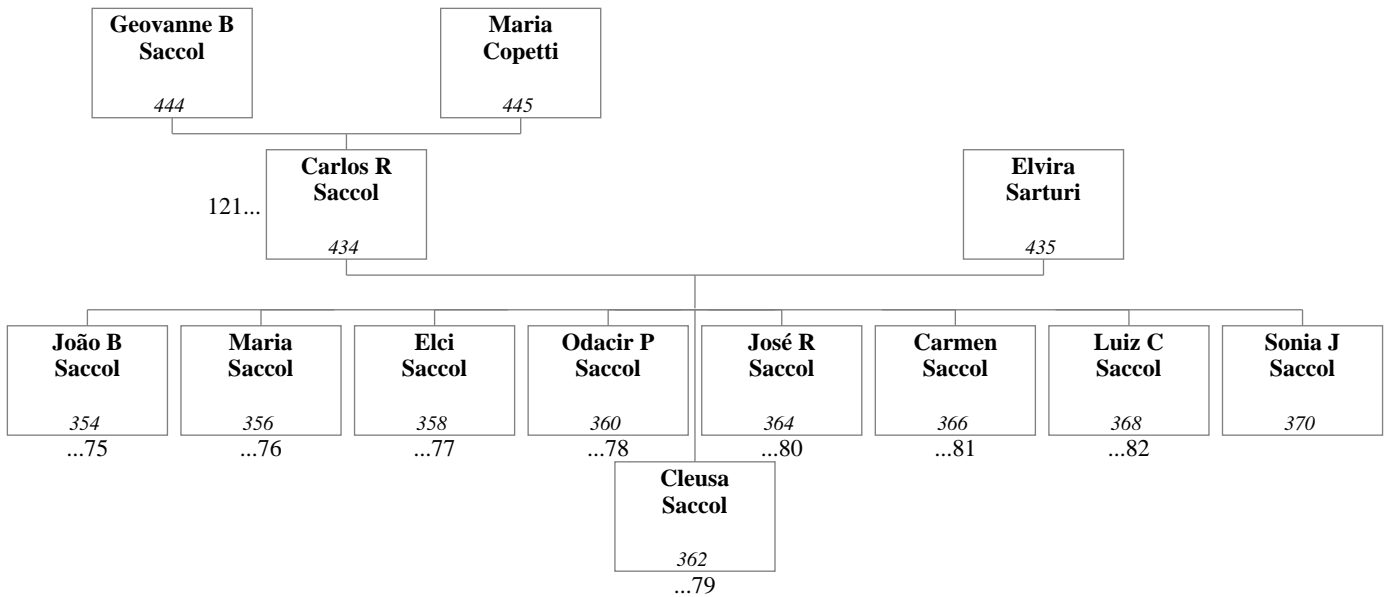 Geovanne B
Saccol
444
Maria
Copetti
445
121...
Carlos R
Saccol
434
Elvira
Sarturi
435
João B
Saccol
354
...75
Maria
Saccol
356
...76
Elci
Saccol
358
...77
Odacir P
Saccol
360
...78
José R
Saccol
364
...80
Carmen
Saccol
366
...81
Luiz C
Saccol
368
...82
Sonia J
Saccol
370
Cleusa
Saccol
362
...79